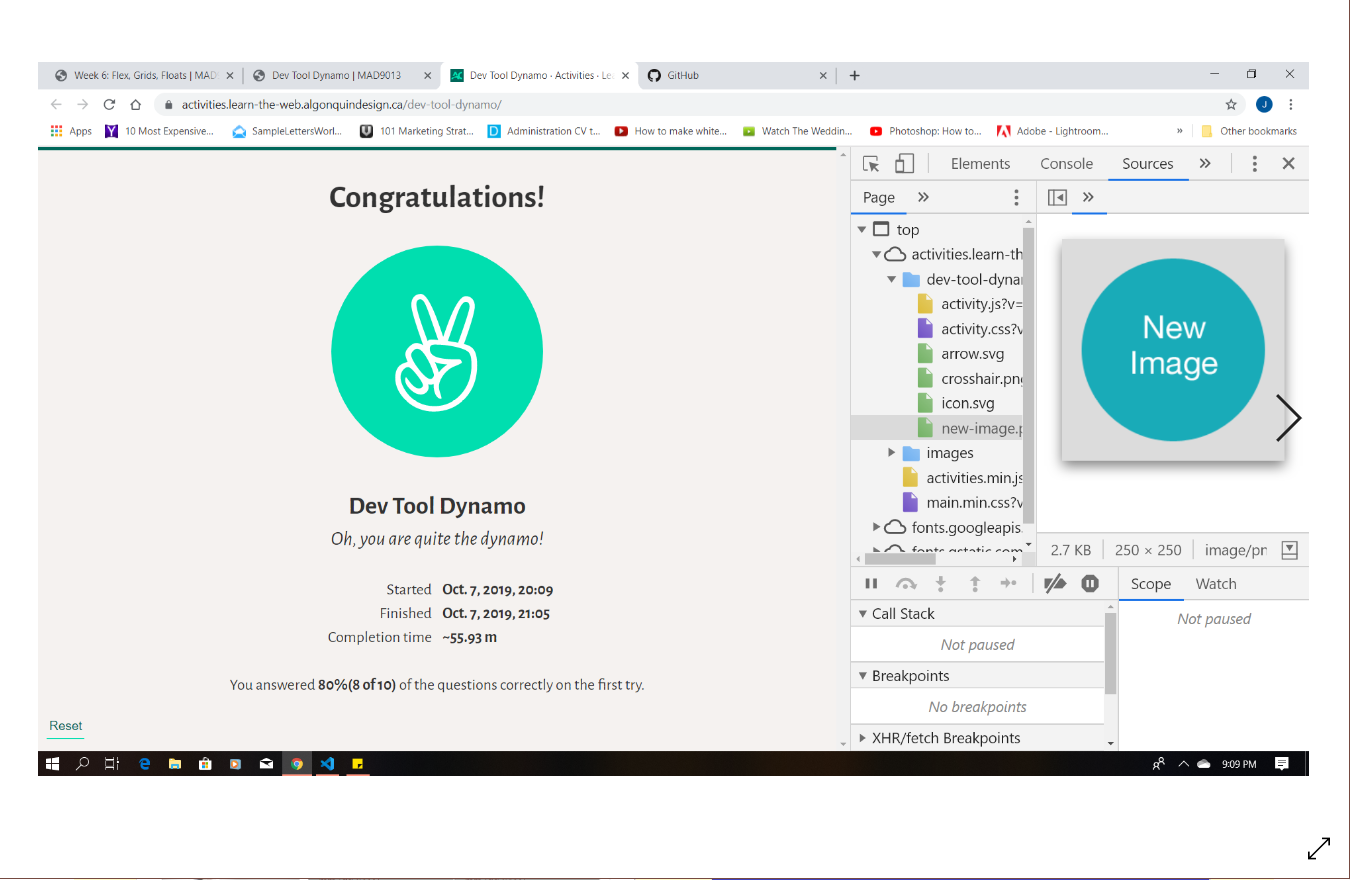 Week 6: Flex, Grids, Floats | MAD
Dev Tool Dynamo | MAD9013
Dev Tool Dynamo · Activities · Le
GitHub
activities.learn-the-web.algonquindesign.ca/dev-tool-dynamo/
J
Apps
10 Most Expensive...
SampleLettersWorl...
101 Marketing Strat...
Administration CV t...
How to make white...
Watch The Weddin...
Photoshop: How to...
Adobe - Lightroom...
»
Other bookmarks
Congratulations!
Dev Tool Dynamo
Oh, you are quite the dynamo!
Started Oct. 7, 2019, 20:09
Finished Oct. 7, 2019, 21:05
Completion time ~55.93 m
You answered 80% (8 of 10) of the questions correctly on the first try.
Reset
Elements Console Sources »
Page »
»
top
activities.learn-th
dev-tool-dynar
activity.js?v=
activity.css?v
arrow.svg
crosshair.png
icon.svg
new-image.p
images
activities.min.js
main.min.css?v
fonts.googleapis.
fonts.gstatic.com
New
Image
2.7 KB 250 × 250 image/pr
Scope Watch
Not paused
Call Stack
Not paused
Breakpoints
No breakpoints
XHR/fetch Breakpoints
9:09 PM